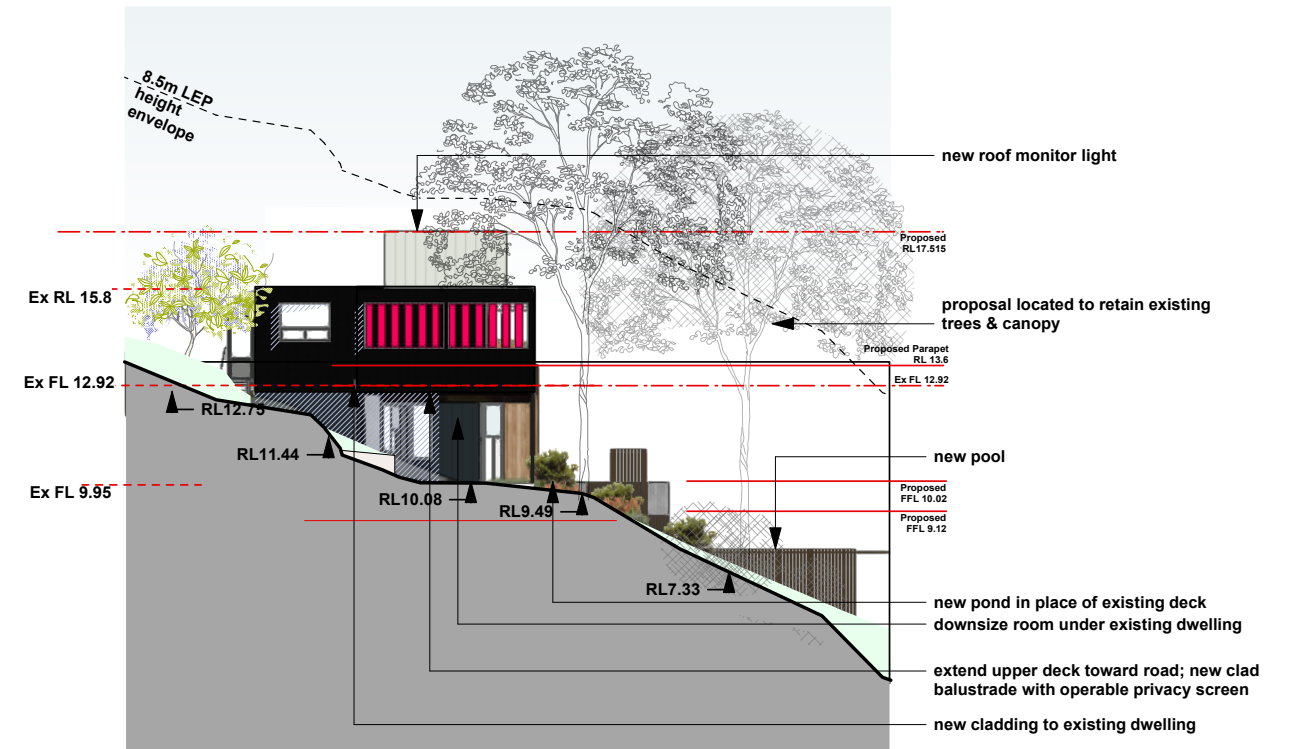 8.5m LEP
height
envelope
new roof monitor light
Proposed
RL17.515
Ex RL 15.8
proposal located to retain existing
trees & canopy
Proposed Parapet
RL 13.6
Ex FL 12.92
Ex FL 12.92
RL12.75
RL11.44
new pool
Ex FL 9.95
RL10.08
RL9.49
Proposed
FFL 10.02
Proposed
FFL 9.12
RL7.33
new pond in place of existing deck
downsize room under existing dwelling
extend upper deck toward road; new clad
balustrade with operable privacy screen
new cladding to existing dwelling